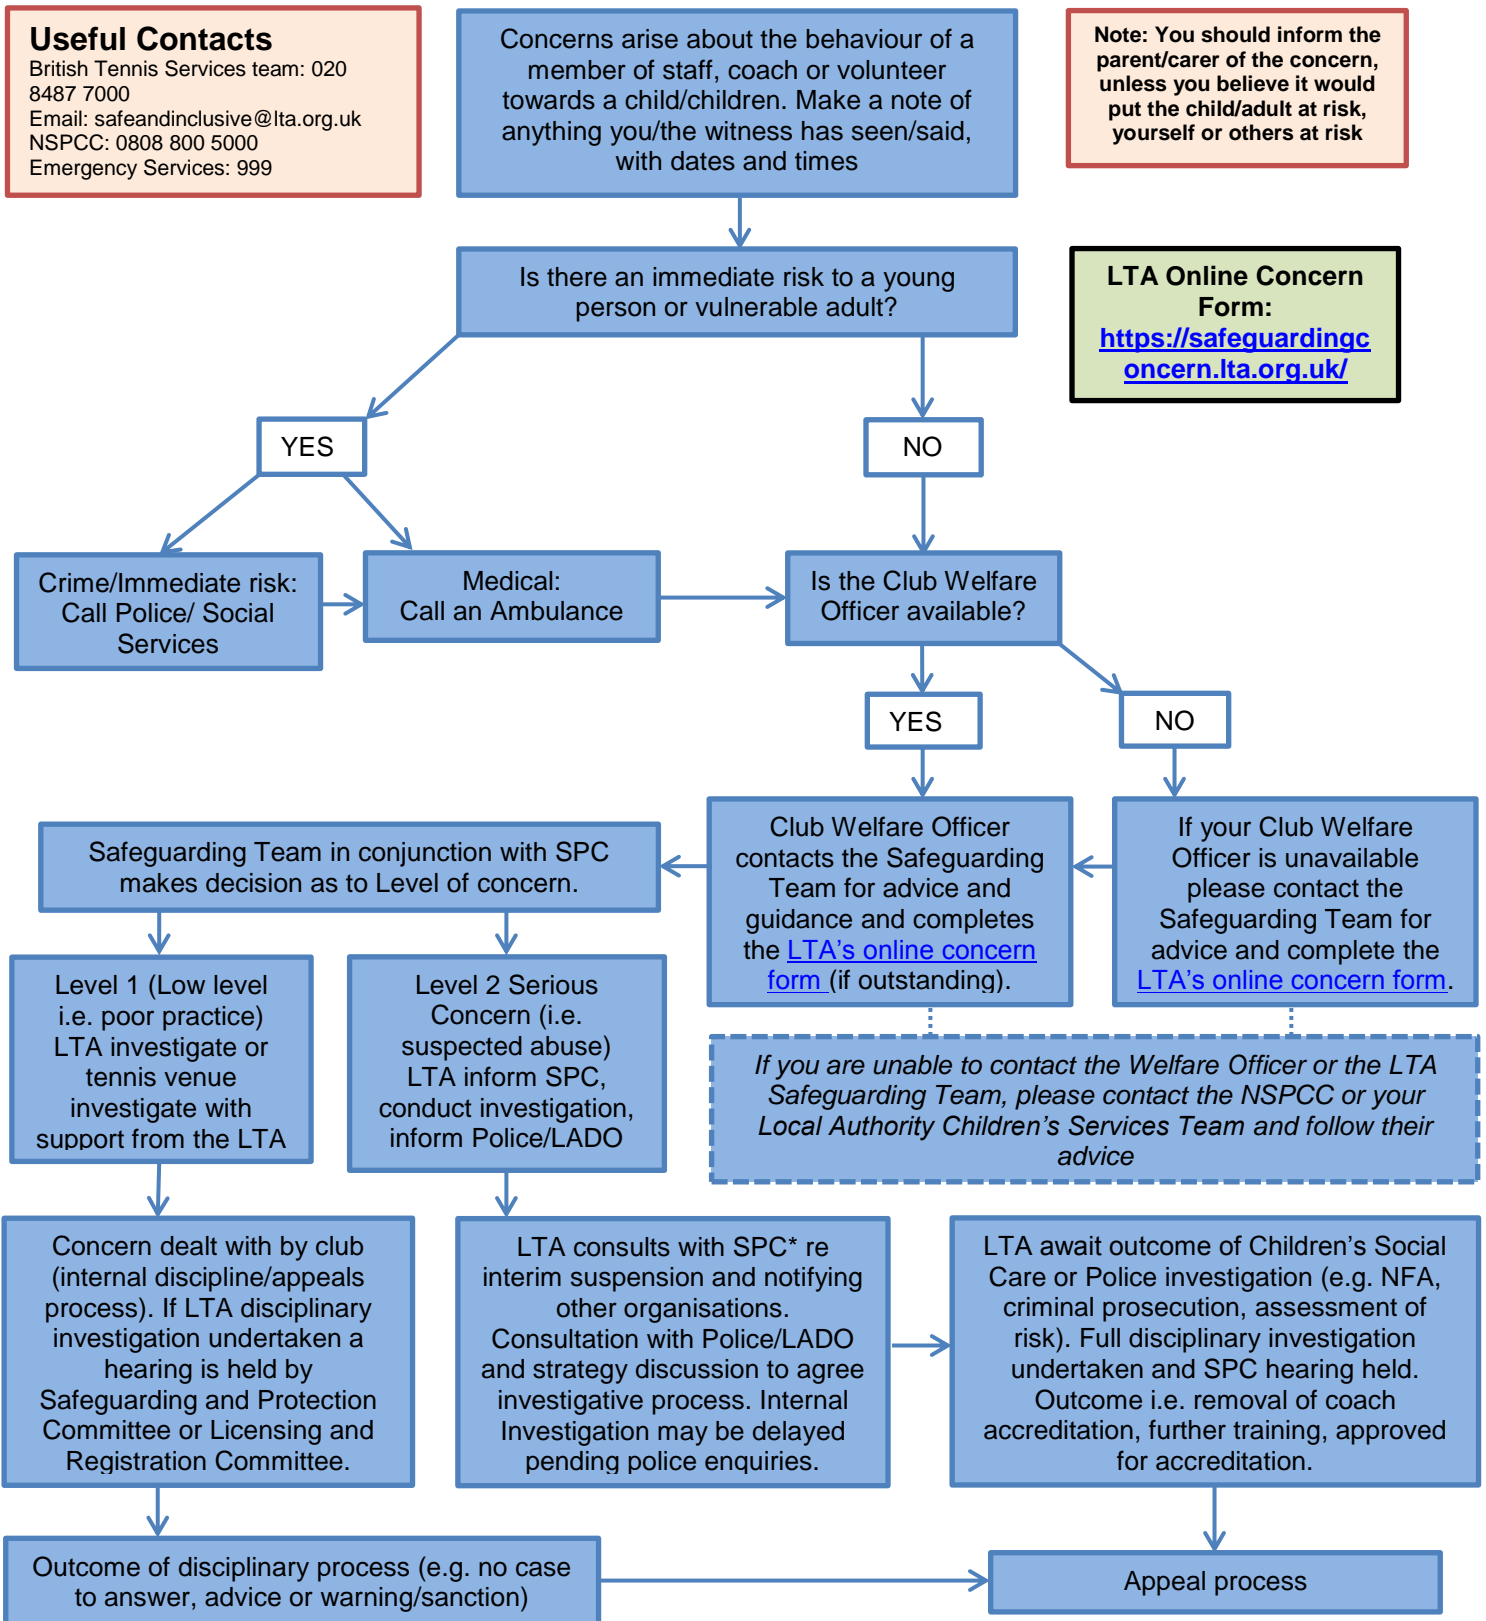 Useful Contacts
British Tennis Services team: 020
8487 7000
Email: safeandinclusive@lta.org.uk
NSPCC: 0808 800 5000
Emergency Services: 999
Concerns arise about the behaviour of a
member of staff, coach or volunteer
towards a child/children. Make a note of
anything you/the witness has seen/said,
with dates and times
Note: You should inform the
parent/carer of the concern,
unless you believe it would
put the child/adult at risk,
yourself or others at risk
Is there an immediate risk to a young
person or vulnerable adult?
LTA Online Concern
Form:
https://safeguardingc
oncern.lta.org.uk/
YES
NO
Crime/Immediate risk:
Call Police/ Social
Services
Medical:
Call an Ambulance
Is the Club Welfare
Officer available?
YES
NO
Safeguarding Team in conjunction with SPC
makes decision as to Level of concern.
Club Welfare Officer
contacts the Safeguarding
Team for advice and
guidance and completes
the LTA's online concern
form (if outstanding).
If your Club Welfare
Officer is unavailable
please contact the
Safeguarding Team for
advice and complete the
LTA's online concern form.
Level 1 (Low level
i.e. poor practice)
LTA investigate or
tennis venue
investigate with
support from the LTA
Level 2 Serious
Concern (i.e.
suspected abuse)
LTA inform SPC,
conduct investigation,
inform Police/LADO
If you are unable to contact the Welfare Officer or the LTA
Safeguarding Team, please contact the NSPCC or your
Local Authority Children's Services Team and follow their
advice
Concern dealt with by club
(internal discipline/appeals
process). If LTA disciplinary
investigation undertaken a
hearing is held by
Safeguarding and Protection
Committee or Licensing and
Registration Committee.
LTA consults with SPC* re
interim suspension and notifying
other organisations.
Consultation with Police/LADO
and strategy discussion to agree
investigative process. Internal
Investigation may be delayed
pending police enquiries.
LTA await outcome of Children's Social
Care or Police investigation (e.g. NFA,
criminal prosecution, assessment of
risk). Full disciplinary investigation
undertaken and SPC hearing held.
Outcome i.e. removal of coach
accreditation, further training, approved
for accreditation.
Outcome of disciplinary process (e.g. no case
to answer, advice or warning/sanction)
Appeal process